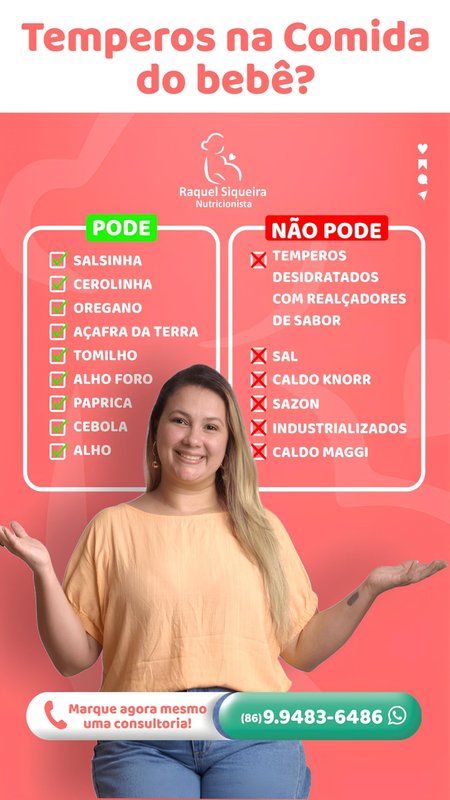 Temperos na Comida
do bebê?
Raquel Siqueira
Nutricionista
PODE
SALSINHA
CEROLINHA
OREGANO
AÇAFRA DA TERRA
TOMILHO
ALHO FORO
PAPRICA
CEBOLA
ALHO
NÃO PODE
TEMPEROS
DESIDRATADOS
COM REALÇADORES
DE SABOR
SAL
CALDO KNORR
SAZON
INDUSTRIALIZADOS
CALDO MAGGI
Marque agora mesmo
uma consultoria!
(86)9.9483-6486